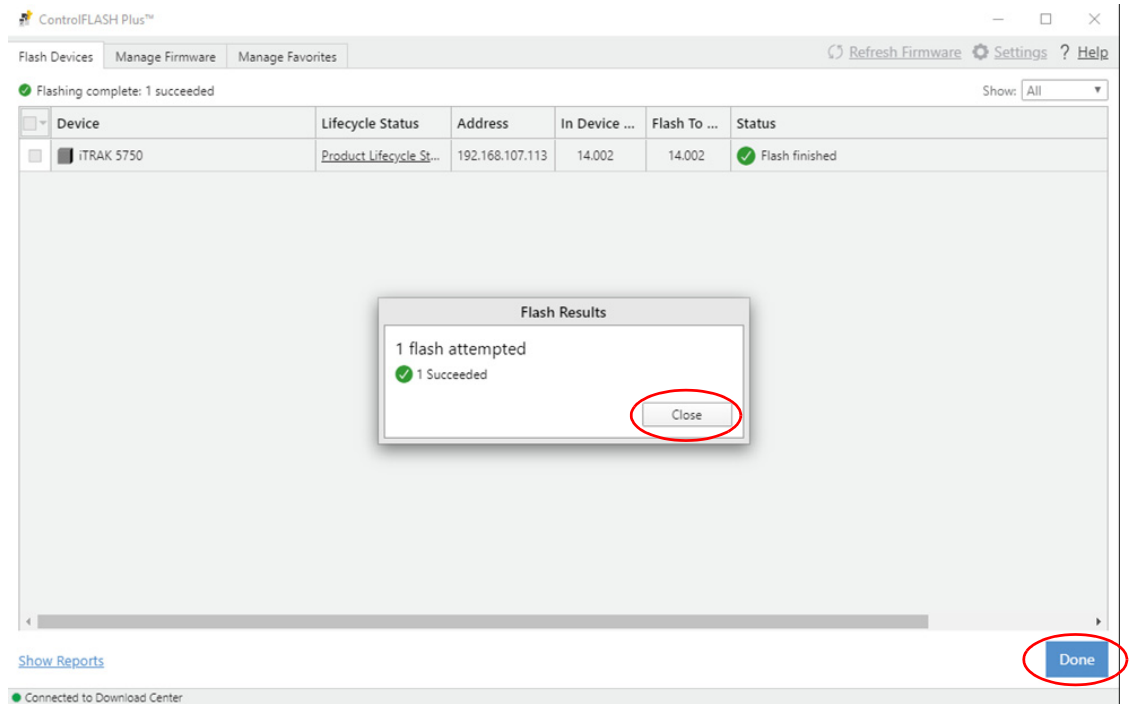 ControlFLASH Plus™
Flash Devices Manage Firmware Manage Favorites Refresh Firmware Settings ? Help
Flashing complete: 1 succeeded Show: All
Device Lifecycle Status Address In Device ... Flash To ... Status
iTRAK 5750 Product Lifecycle St... 192.168.107.113 14.002 14.002 Flash finished
Flash Results
1 flash attempted
1 Succeeded
Close
Show Reports Done
Connected to Download Center